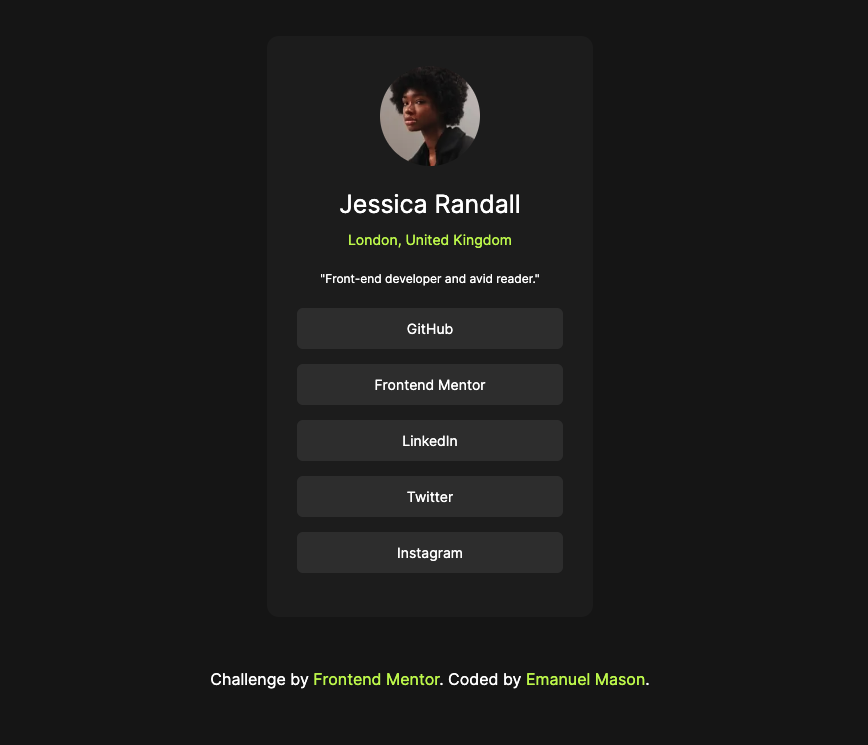 Jessica Randall
London, United Kingdom
"Front-end developer and avid reader."
GitHub
Frontend Mentor
LinkedIn
Twitter
Instagram
Challenge by Frontend Mentor. Coded by Emanuel Mason.